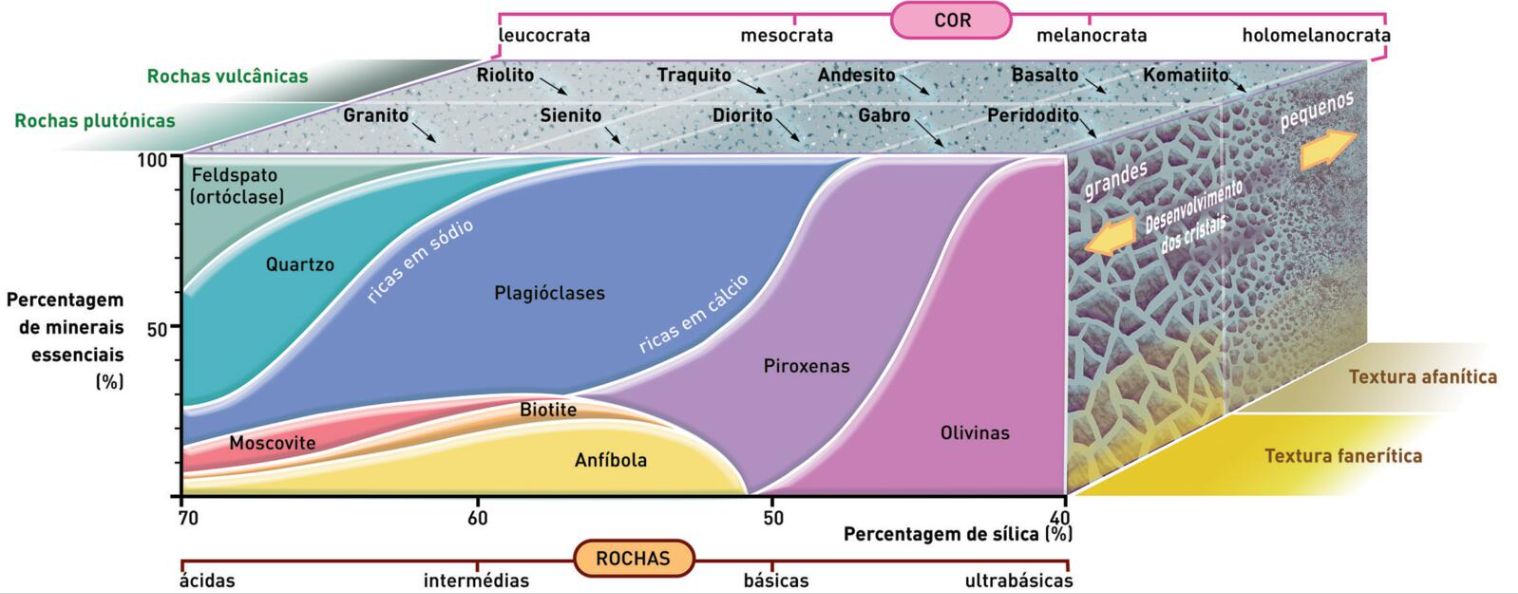 COR
leucocrata mesocrata melanocrata holomelanocrata
Rochas vulcânicas
Riolito Traquito Andesito Basalto Komatiito
Rochas plutónicas
Granito Sienito Diorito Gabro Peridodito
pequenos
grandes
Desenvolvimento
dos cristais
100
Feldspato
(ortóclase)
Quartzo
ricas em sódio
Plagióclases
ricas em cálcio
Percentagem
de minerais
essenciais
(%)
50
Piroxenas
Textura afanítica
Biotite
Moscovite
Olivinas
Anfíbola
Textura fanerítica
70 60 50 40
Percentagem de sílica (%)
ROCHAS
ácidas intermédias básicas ultrabásicas